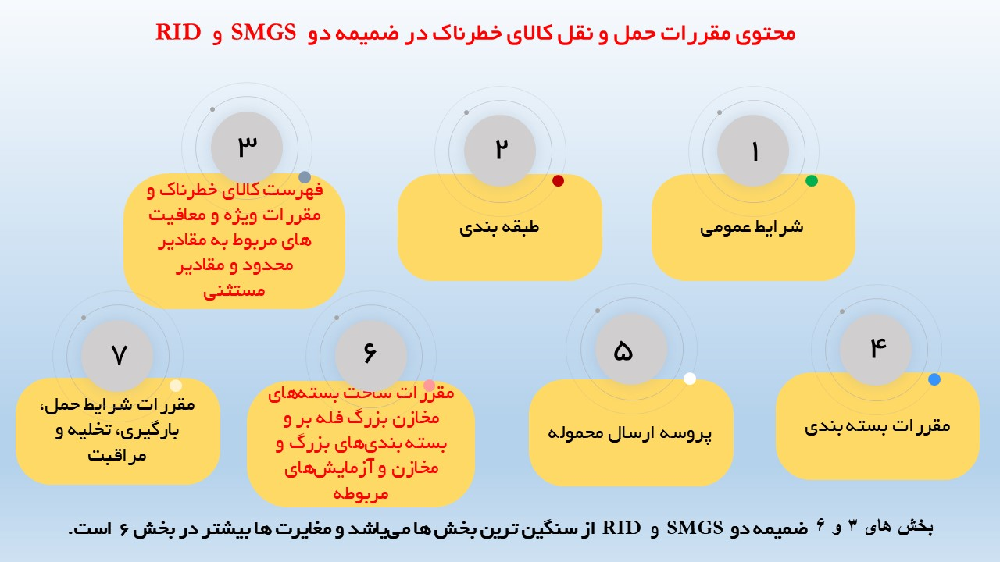 محتوی مقررات حمل و نقل کالای خطرناک در ضمیمه دو SMGS و RID
۱
شرایط عمومی
۲
طبقه بندی
۳
فهرست کالای خطرناک و
مقررات ویژه و معافیت
های مربوط به مقادیر
محدود و مقادیر
مستثنی
۴
مقررات بسته بندی
۵
پروسه ارسال محموله
۶
مقررات ساخت بسته‌های
مخازن بزرگ فله بر و
بسته بندی‌های بزرگ و
مخازن و آزمایش‌های
مربوطه
۷
مقررات شرایط حمل،
بارگیری، تخلیه و
مراقبت
بخش های ۳ و ۶ ضمیمه دو SMGS و RID از سنگین ترین بخش ها می‌باشد و مغایرت ها بیشتر در بخش ۶ است.